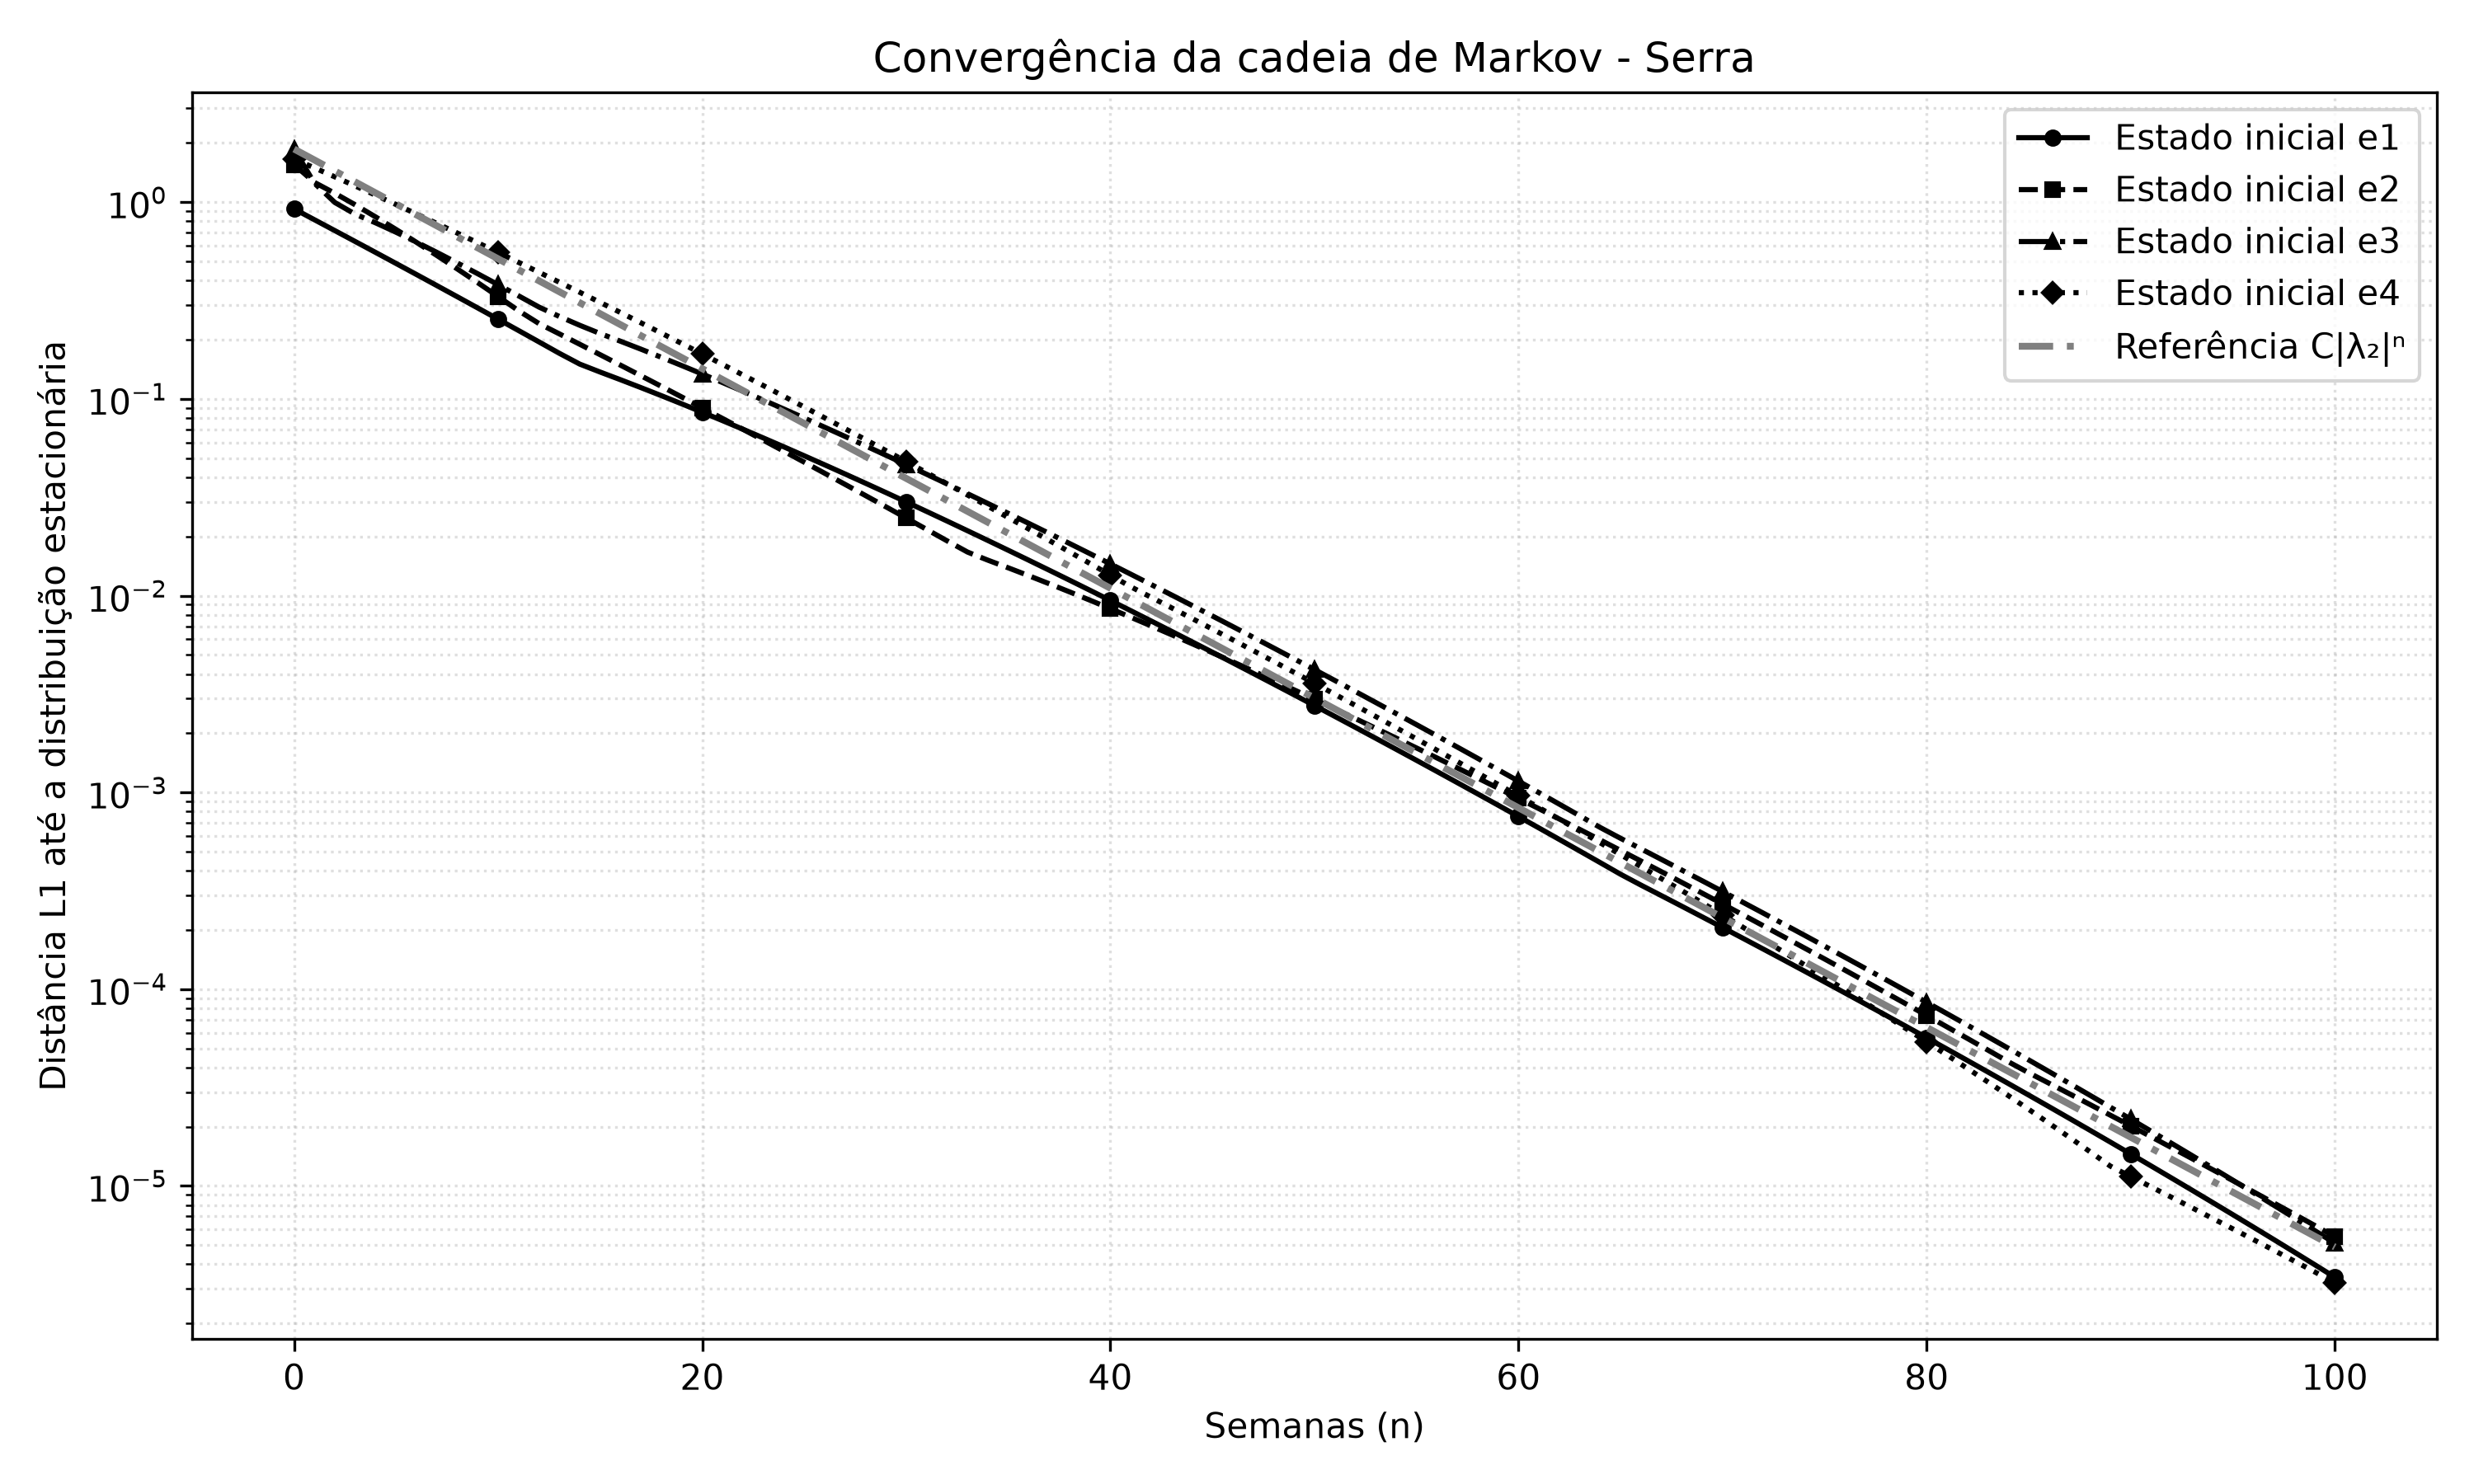 Convergência da cadeia de Markov - Serra
Distância L1 até a distribuição estacionária
10⁰
10⁻¹
10⁻²
10⁻³
10⁻⁴
10⁻⁵
Estado inicial e1
Estado inicial e2
Estado inicial e3
Estado inicial e4
Referência C|λ₂|ⁿ
0 20 40 60 80 100
Semanas (n)